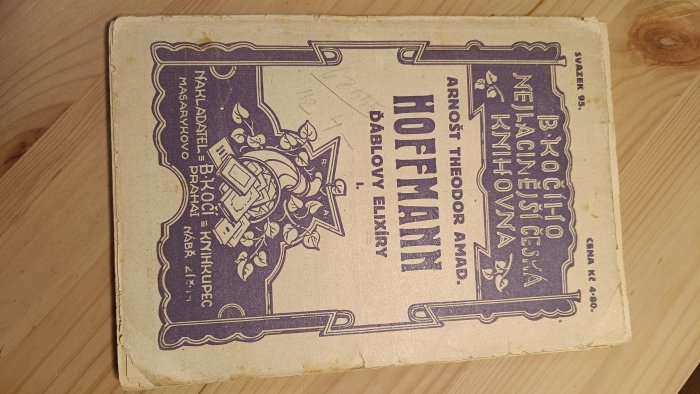 SVAZEK 95.
CENA KČ 4·80.
B·KOČIHO
NEJLACINĚJŠÍ ČESKÁ
KNIHOVNA
ARNOŠT THEODOR AMAD.
HOFFMANN
ĎÁBLOVY ELIXÍRY
I.
NAKLADATEL B·KOČÍ KNIHKUPEC
MASARYKOVO PRAHA I NÁBŘ